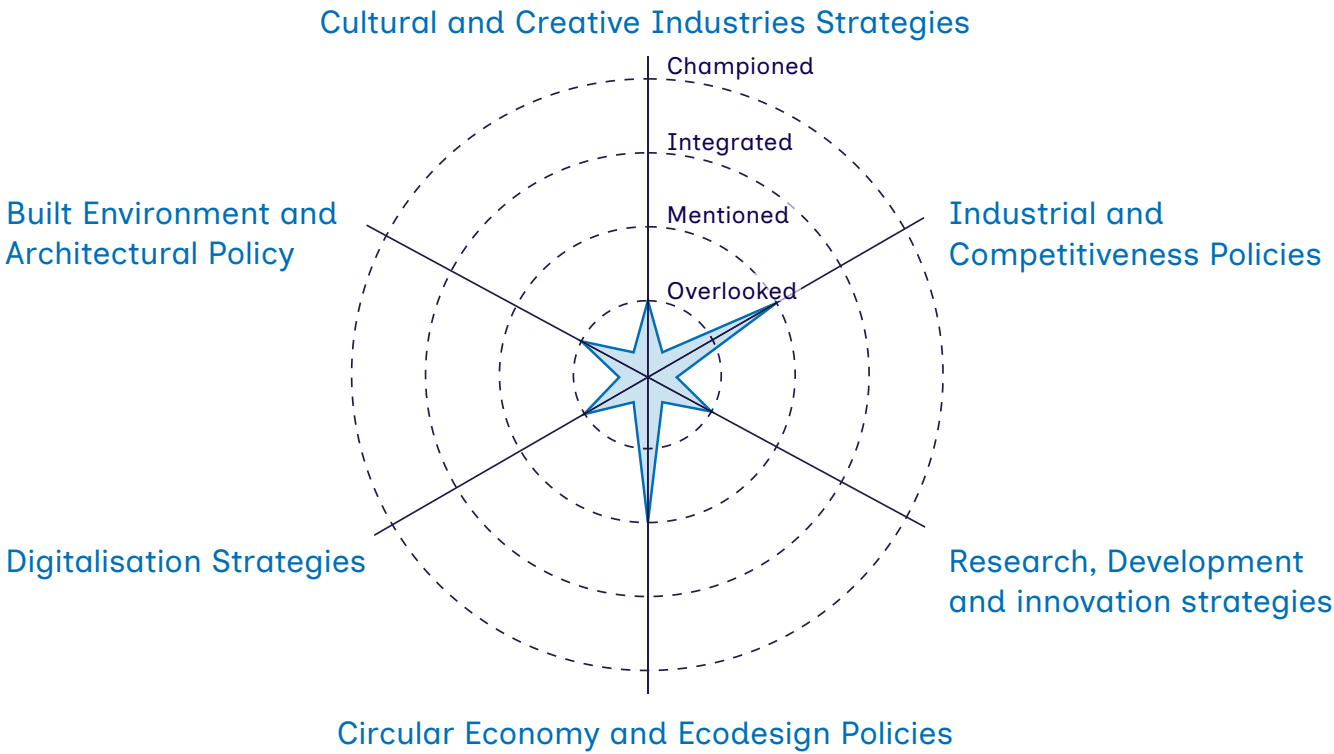 Cultural and Creative Industries Strategies
Championed
Integrated
Mentioned
Overlooked
Built Environment and
Architectural Policy
Industrial and
Competitiveness Policies
Digitalisation Strategies
Research, Development
and innovation strategies
Circular Economy and Ecodesign Policies